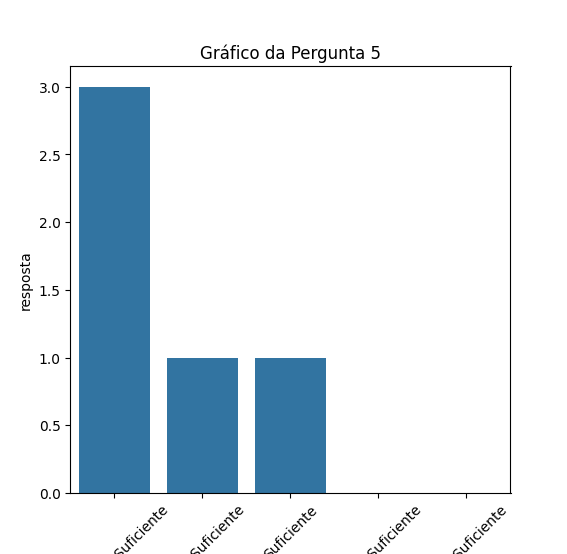 Gráfico da Pergunta 5
3.0
2.5
2.0
1.5
1.0
0.5
0.0
resposta
Suficiente
Suficiente
Suficiente
Suficiente
Suficiente